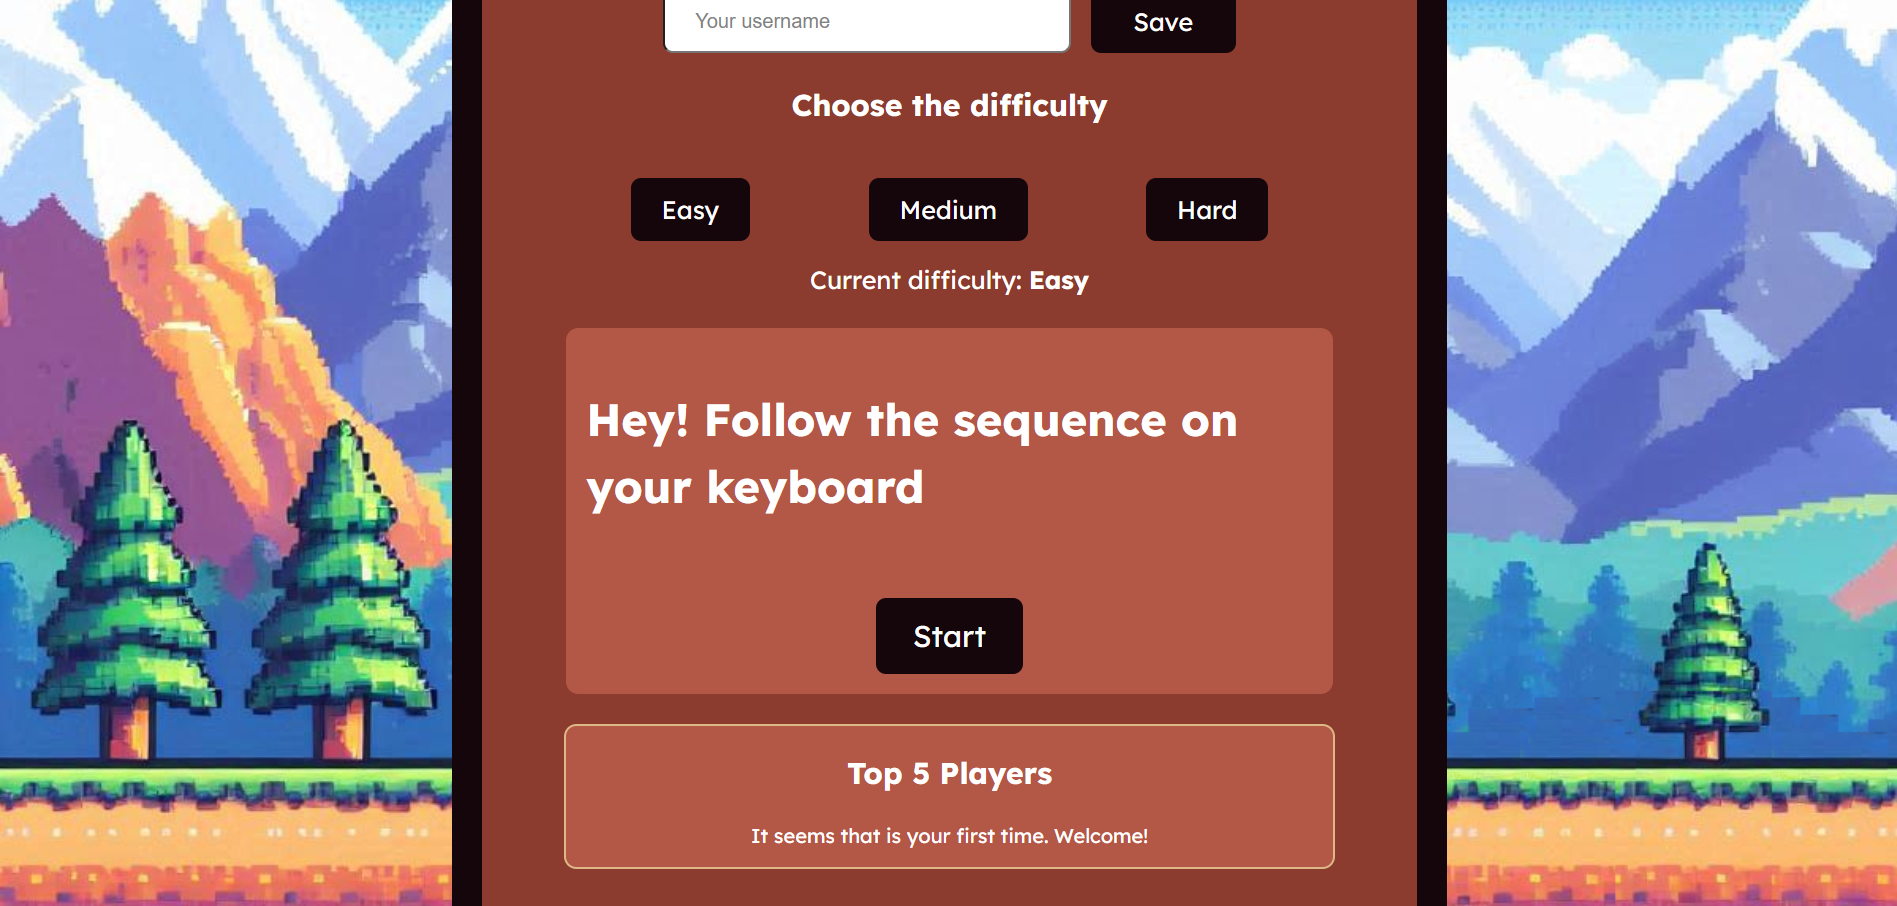 Your username
Save
Choose the difficulty
Easy
Medium
Hard
Current difficulty: Easy
Hey! Follow the sequence on
your keyboard
Start
Top 5 Players
It seems that is your first time. Welcome!